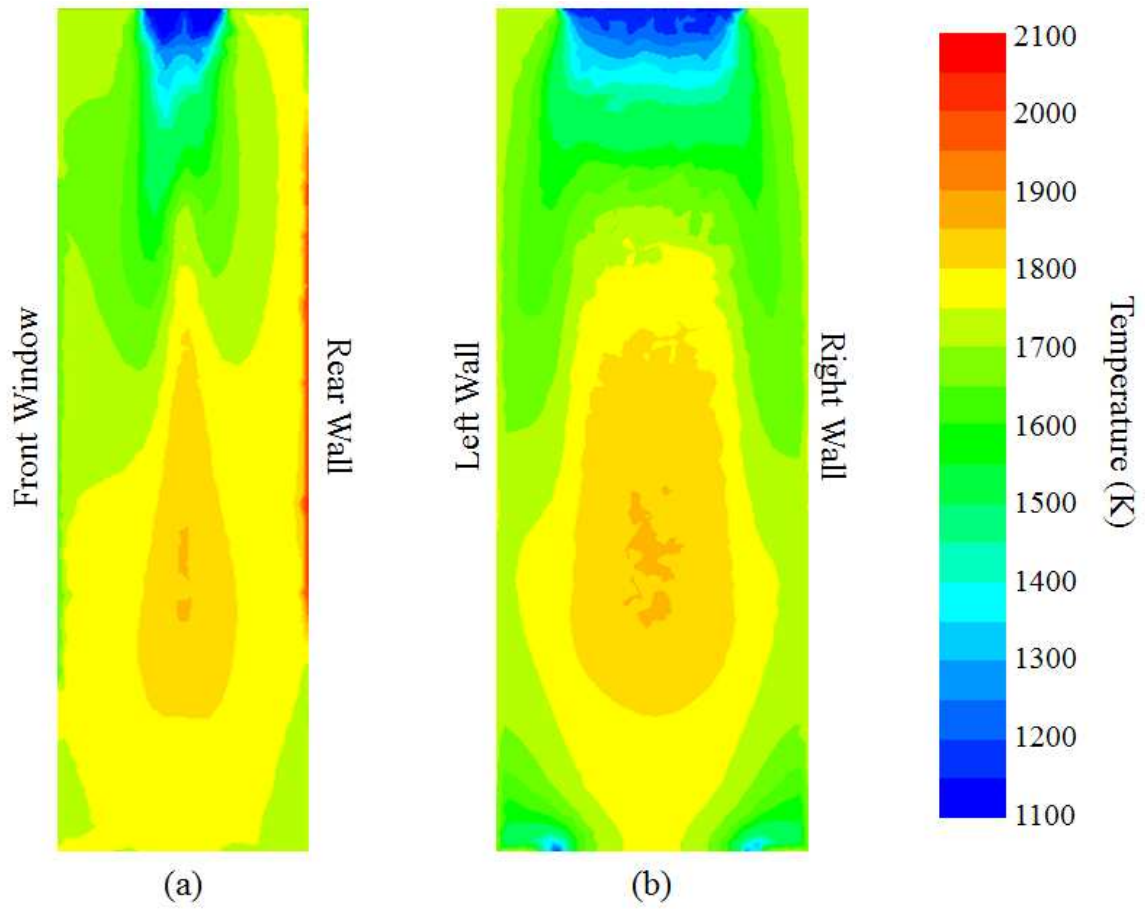 Front Window
Rear Wall
Left Wall
Right Wall
2100
2000
1900
1800
1700
1600
1500
1400
1300
1200
1100
Temperature (K)
(a)
(b)